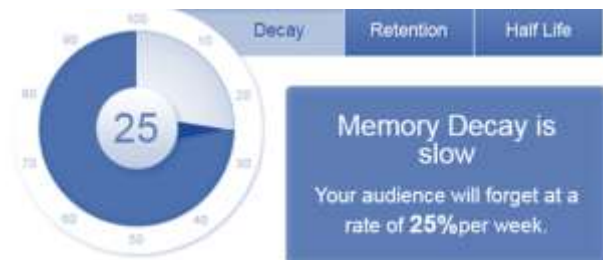 Decay Retention Half Life
100
90 10
80 20
25
70 30
60 40
50
Memory Decay is
slow
Your audience will forget at a
rate of 25%per week.